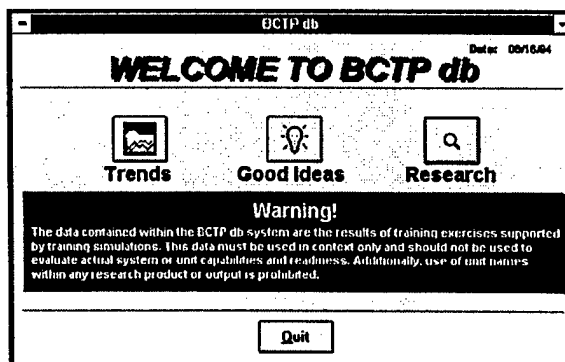 BCTP db
Date: 08/16/94
WELCOME TO BCTP db
Trends
Good Ideas
Research
Warning!
The data contained within the BCTP db system are the results of training exercises supported
by training simulations. This data must be used in context only and should not be used to
evaluate actual system or unit capabilities and readiness. Additionally, use of unit names
within any research product or output is prohibited.
Quit